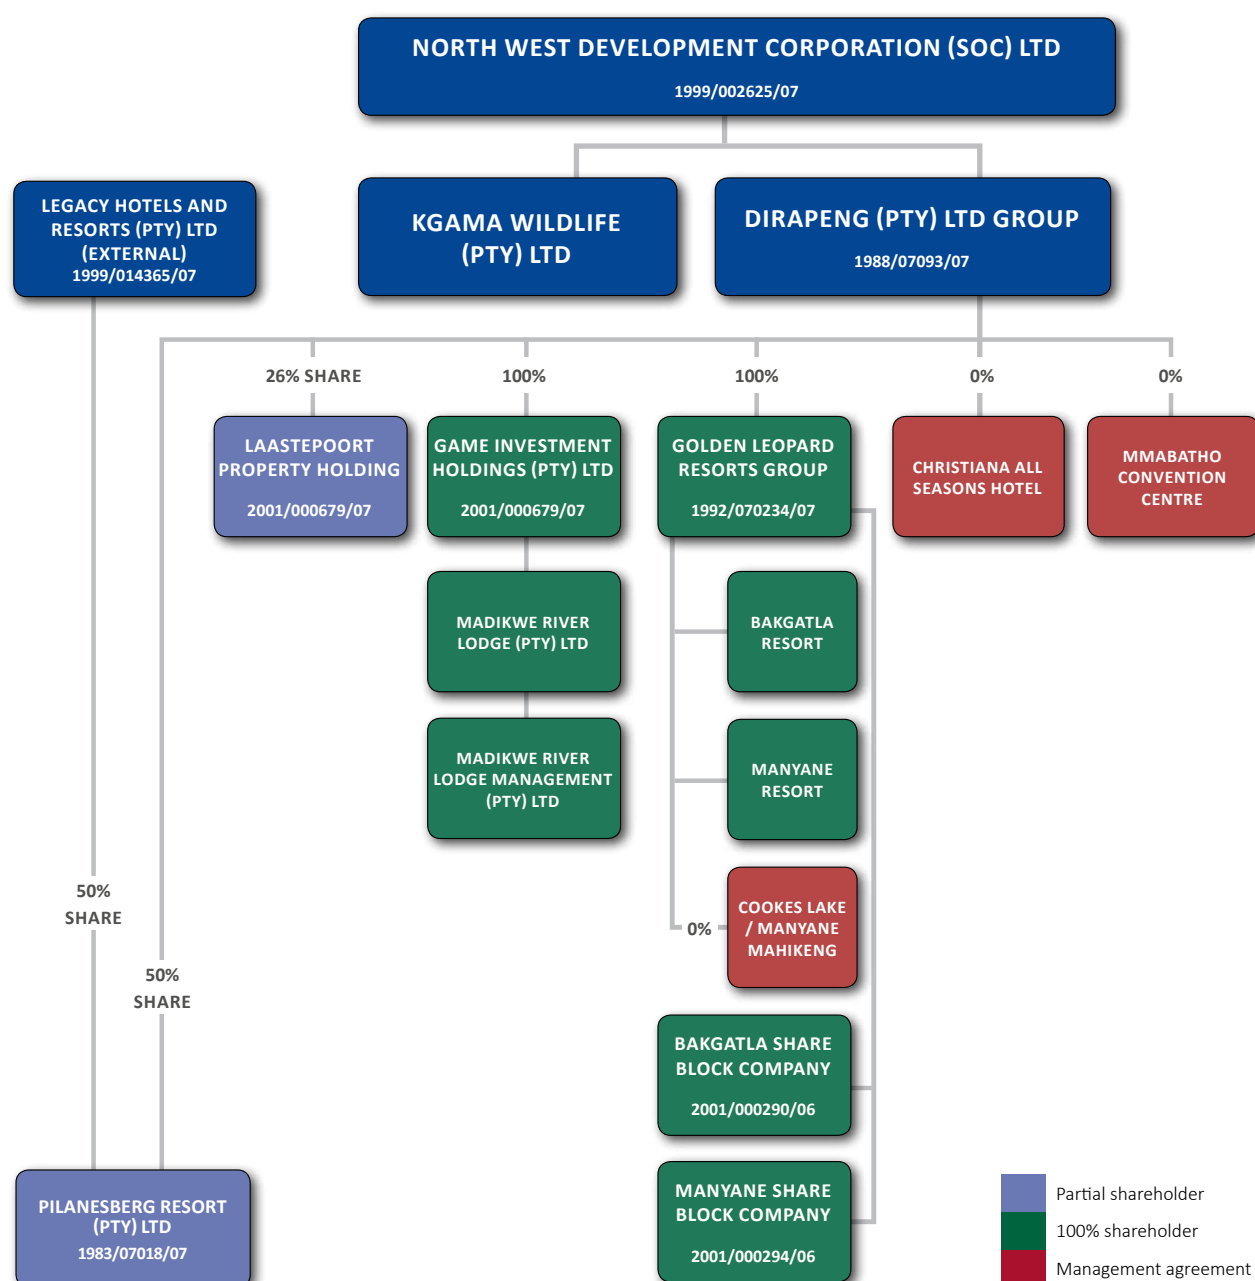 NORTH WEST DEVELOPMENT CORPORATION (SOC) LTD
1999/002625/07
LEGACY HOTELS AND
RESORTS (PTY) LTD
(EXTERNAL)
1999/014365/07
KGAMA WILDLIFE
(PTY) LTD
DIRAPENG (PTY) LTD GROUP
1988/07093/07
26% SHARE
100%
100%
0%
0%
LAASTEPOORT
PROPERTY HOLDING
2001/000679/07
GAME INVESTMENT
HOLDINGS (PTY) LTD
2001/000679/07
GOLDEN LEOPARD
RESORTS GROUP
1992/070234/07
CHRISTIANA ALL
SEASONS HOTEL
MMABATHO
CONVENTION
CENTRE
MADIKWE RIVER
LODGE (PTY) LTD
BAKGATLA
RESORT
MADIKWE RIVER
LODGE MANAGEMENT
(PTY) LTD
MANYANE
RESORT
50%
SHARE
0%
COOKES LAKE
/ MANYANE
MAHIKENG
50%
SHARE
BAKGATLA SHARE
BLOCK COMPANY
2001/000290/06
PILANESBERG RESORT
(PTY) LTD
1983/07018/07
MANYANE SHARE
BLOCK COMPANY
2001/000294/06
Partial shareholder
100% shareholder
Management agreement